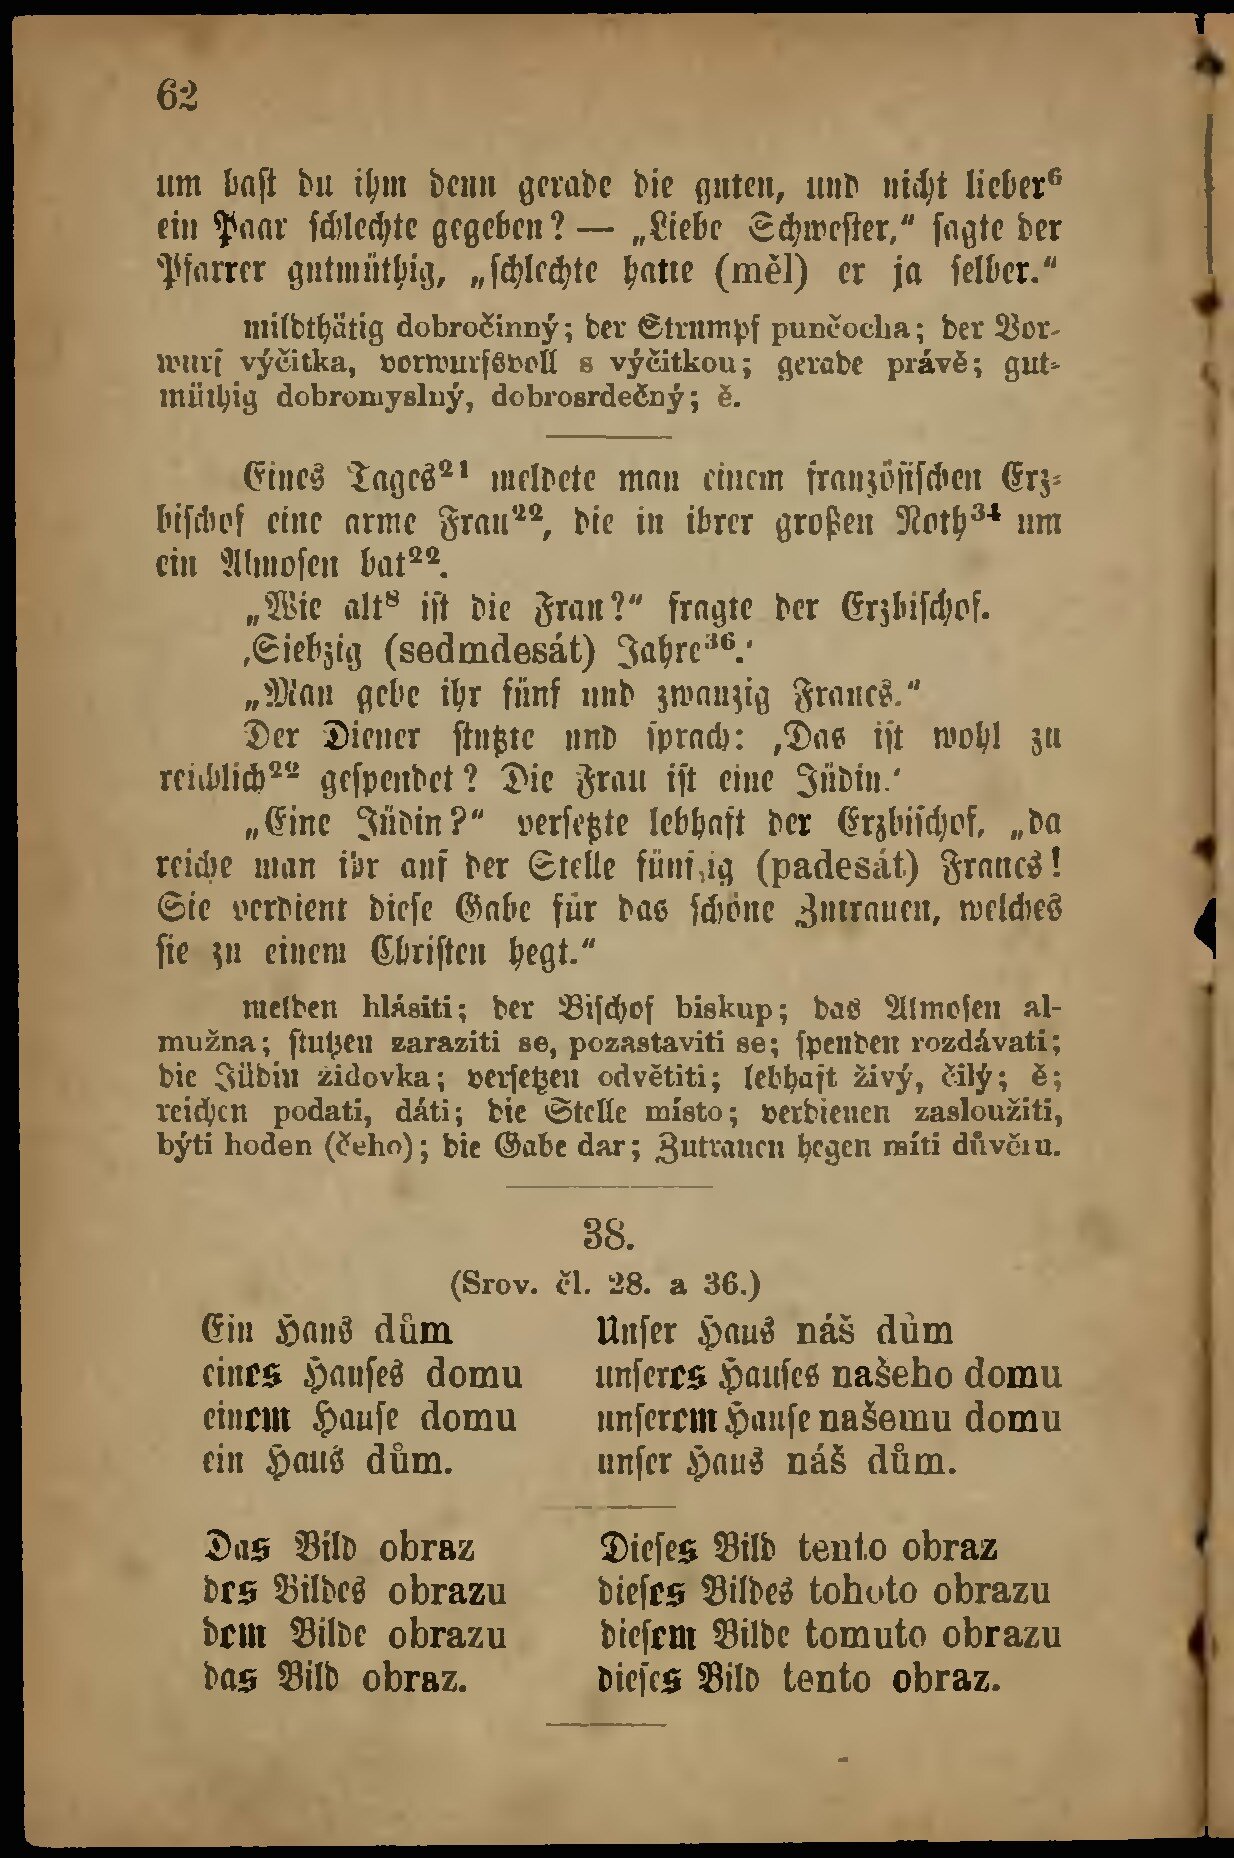 62
um hast du ihm denn gerade die guten, und nicht lieber⁶
ein Paar schlechte gegeben? — „Liebe Schwester,“ sagte der
Pfarrer gutmüthig, „schlechte hatte (měl) er ja selber.“
mildthätig dobročinný; der Strumpf punčocha; der Vor-
wurf výčitka, vorwurfsvoll s výčitkou; gerade právě; gut-
müthig dobromyslný, dobrosrdečný; ě.
Eines Tages²¹ meldete man einem französischen Erz-
bischof eine arme Frau²², die in ihrer großen Noth³⁴ um
ein Almosen bat²².
„Wie alt⁸ ist die Frau?“ fragte der Erzbischof.
‚Siebzig (sedmdesát) Jahre³⁶.‘
„Man gebe ihr fünf und zwanzig Francs.“
Der Diener stutzte und sprach: ‚Das ist wohl zu
reichlich²² gespendet? Die Frau ist eine Jüdin.‘
„Eine Jüdin?“ versetzte lebhaft der Erzbischof, „da
reiche man ihr auf der Stelle fünfzig (padesát) Francs!
Sie verdient diese Gabe für das schöne Zutrauen, welches
sie zu einem Christen hegt.“
melden hlásiti; der Bischof biskup; das Almosen al-
mužna; stutzen zaraziti se, pozastaviti se; spenden rozdávati;
die Jüdin židovka; versetzen odvětiti; lebhaft živý, čilý; ě;
reichen podati, dáti; die Stelle místo; verdienen zasloužiti,
býti hoden (čeho); die Gabe dar; Zutrauen hegen míti důvěru.
38.
(Srov. čl. 28. a 36.)
Ein Haus dům Unser Haus náš dům
eines Hauses domu unseres Hauses našeho domu
einem Hause domu unserem Hause našemu domu
ein Haus dům. unser Haus náš dům.
Das Bild obraz Dieses Bild tento obraz
des Bildes obrazu dieses Bildes tohoto obrazu
dem Bilde obrazu diesem Bilde tomuto obrazu
das Bild obraz. dieses Bild tento obraz.